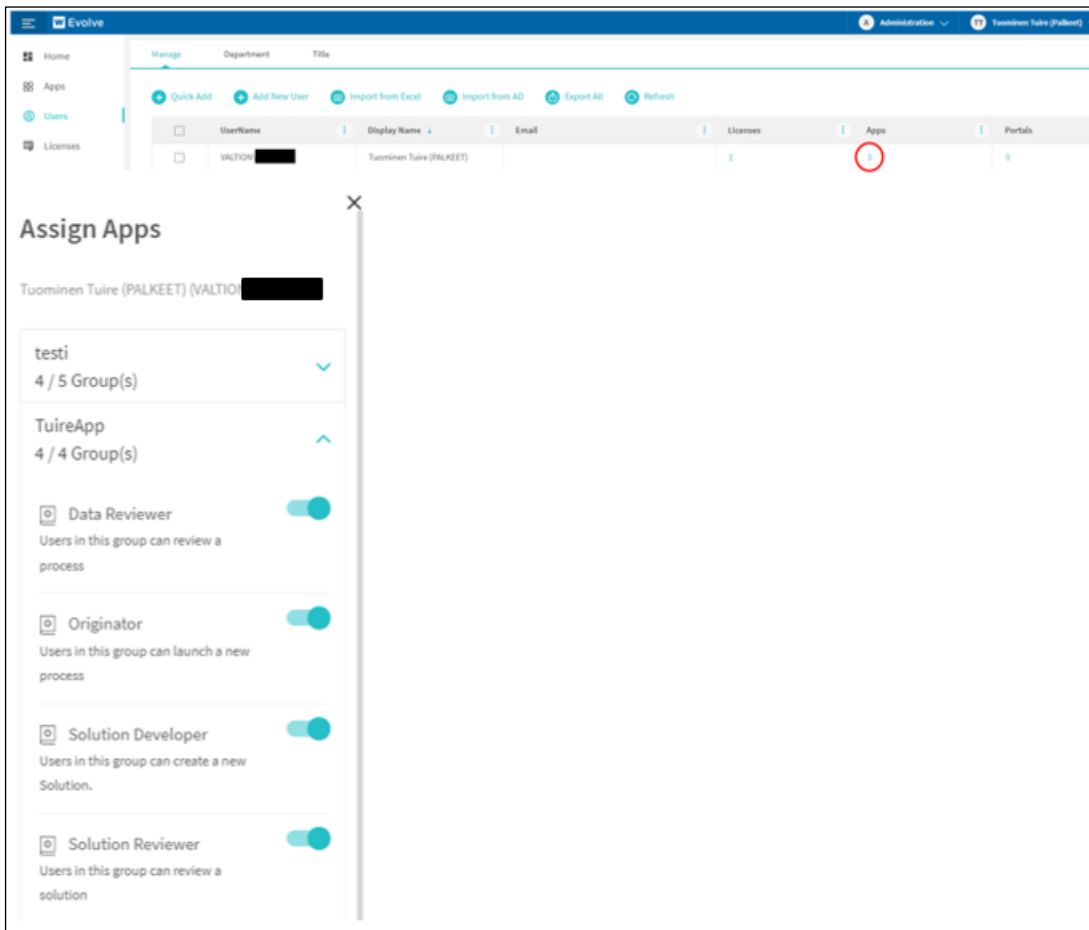 W Evolve
A Administration
TT Tuominen Tuire (Palkeet)
Home
Apps
Users
Licenses
Manage Department Title
Quick Add Add New User Import from Excel Import from AD Export All Refresh
UserName Display Name ↓ Email Licenses Apps Portals
VALTION Tuominen Tuire (PALKEET) 1 3 0
Assign Apps
Tuominen Tuire (PALKEET) (VALTION
testi
4 / 5 Group(s)
TuireApp
4 / 4 Group(s)
Data Reviewer
Users in this group can review a
process
Originator
Users in this group can launch a new
process
Solution Developer
Users in this group can create a new
Solution.
Solution Reviewer
Users in this group can review a
solution